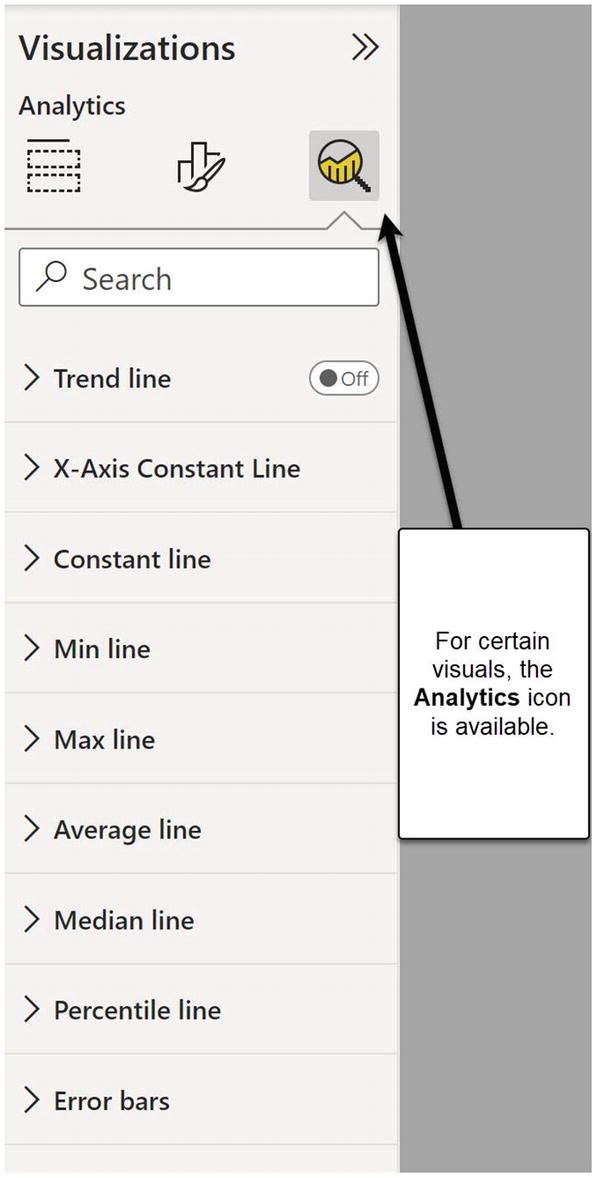 Visualizations
Analytics
Search
Trend line
Off
X-Axis Constant Line
Constant line
Min line
Max line
Average line
Median line
Percentile line
Error bars
For certain
visuals, the
Analytics icon
is available.